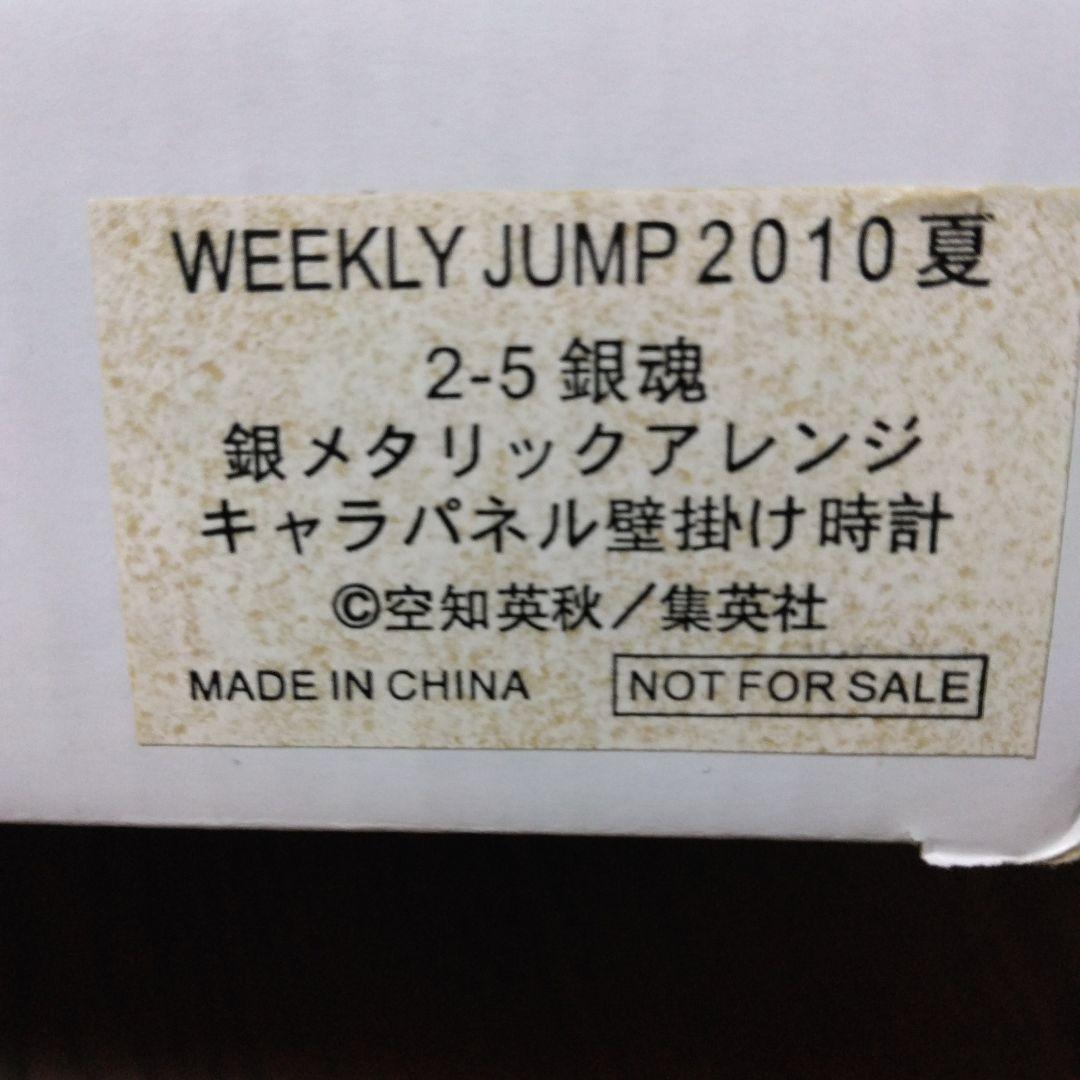 WEEKLY JUMP 2010 夏
2-5 銀魂
銀メタリックアレンジ
キャラパネル壁掛け時計
©空知英秋／集英社
MADE IN CHINA NOT FOR SALE